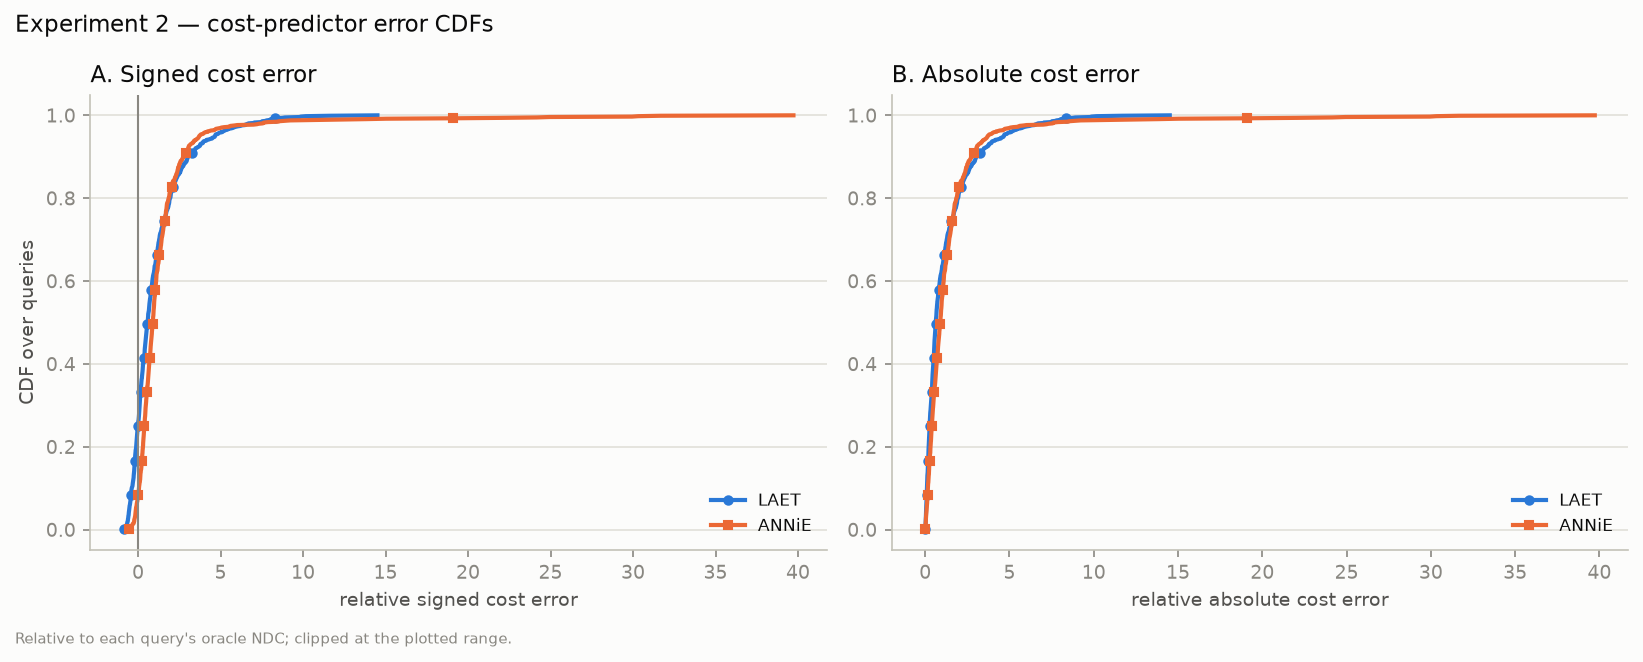 Experiment 2 — cost-predictor error CDFs
A. Signed cost error
1.0
0.8
0.6
0.4
0.2
0.0
CDF over queries
0
5
10
15
20
25
30
35
40
relative signed cost error
LAET
ANNiE
B. Absolute cost error
1.0
0.8
0.6
0.4
0.2
0.0
0
5
10
15
20
25
30
35
40
relative absolute cost error
LAET
ANNiE
Relative to each query's oracle NDC; clipped at the plotted range.